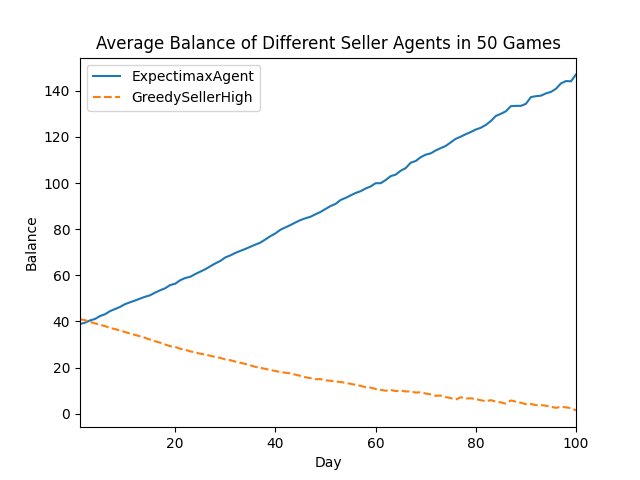 Average Balance of Different Seller Agents in 50 Games
ExpectimaxAgent
GreedySellerHigh
140
120
100
80
60
40
20
0
Balance
20 40 60 80 100
Day